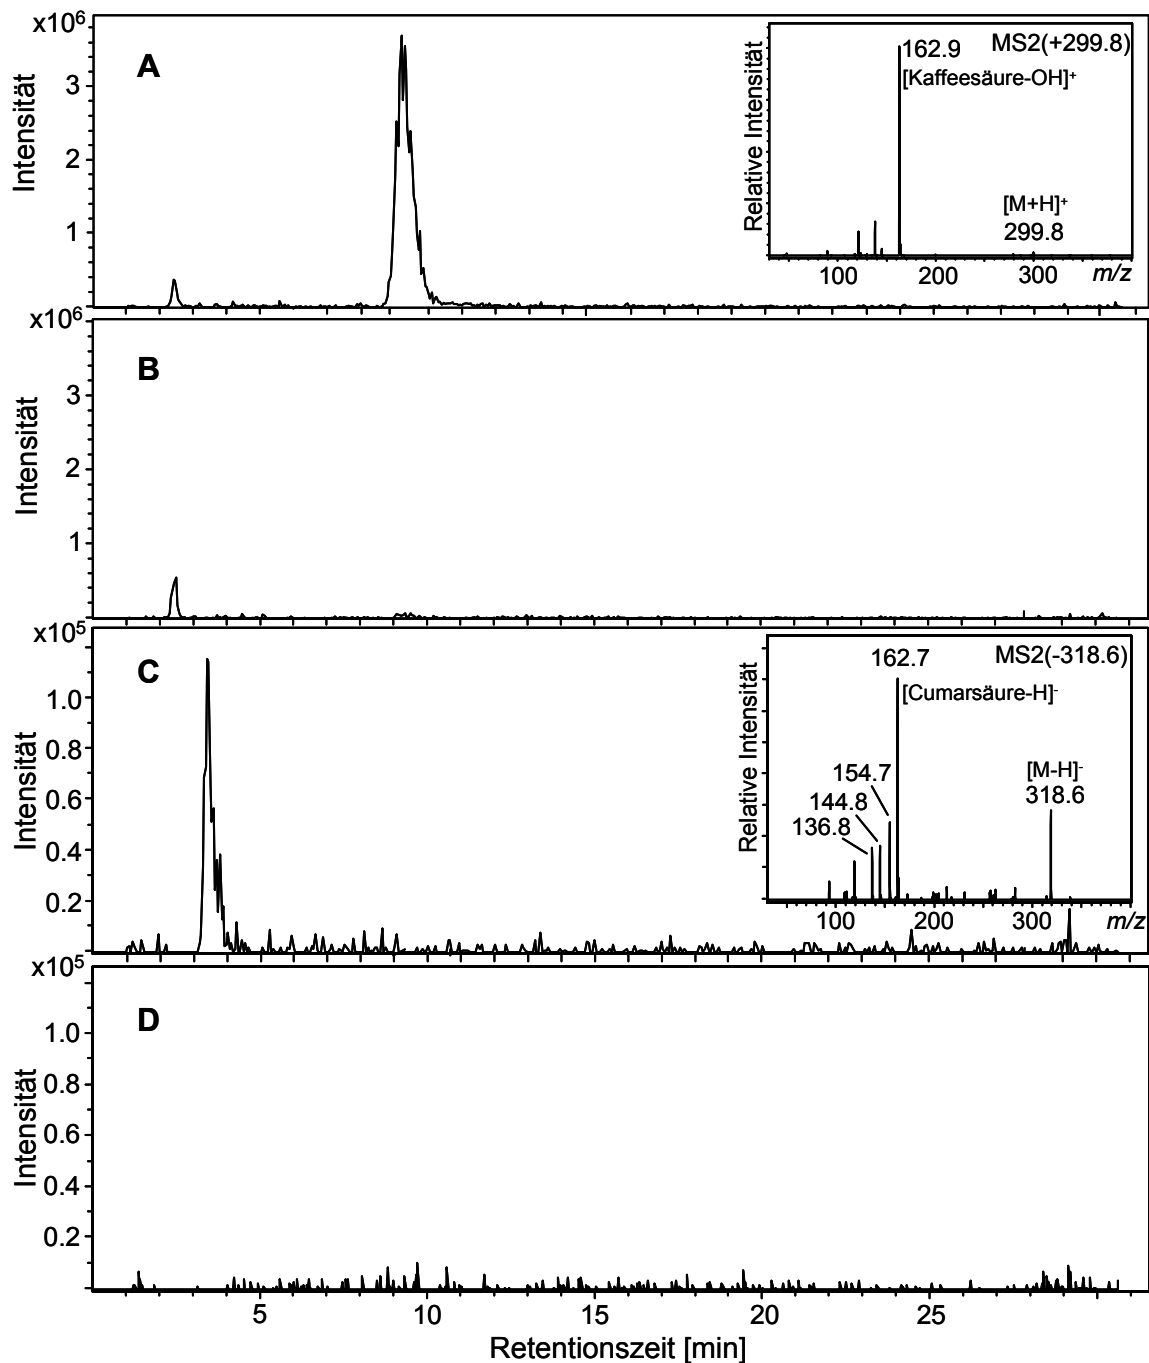 x10⁶
A
3
2
1
Intensität
162.9 MS2(+299.8)
[Kaffeesäure-OH]⁺
[M+H]⁺
299.8
Relative Intensität
100 200 300 m/z
x10⁶
B
3
2
1
Intensität
x10⁵
C
1.0
0.8
0.6
0.4
0.2
Intensität
162.7 MS2(-318.6)
[Cumarsäure-H]⁻
154.7
144.8
136.8
[M-H]⁻
318.6
Relative Intensität
100 200 300 m/z
x10⁵
D
1.0
0.8
0.6
0.4
0.2
Intensität
5 10 15 20 25
Retentionszeit [min]